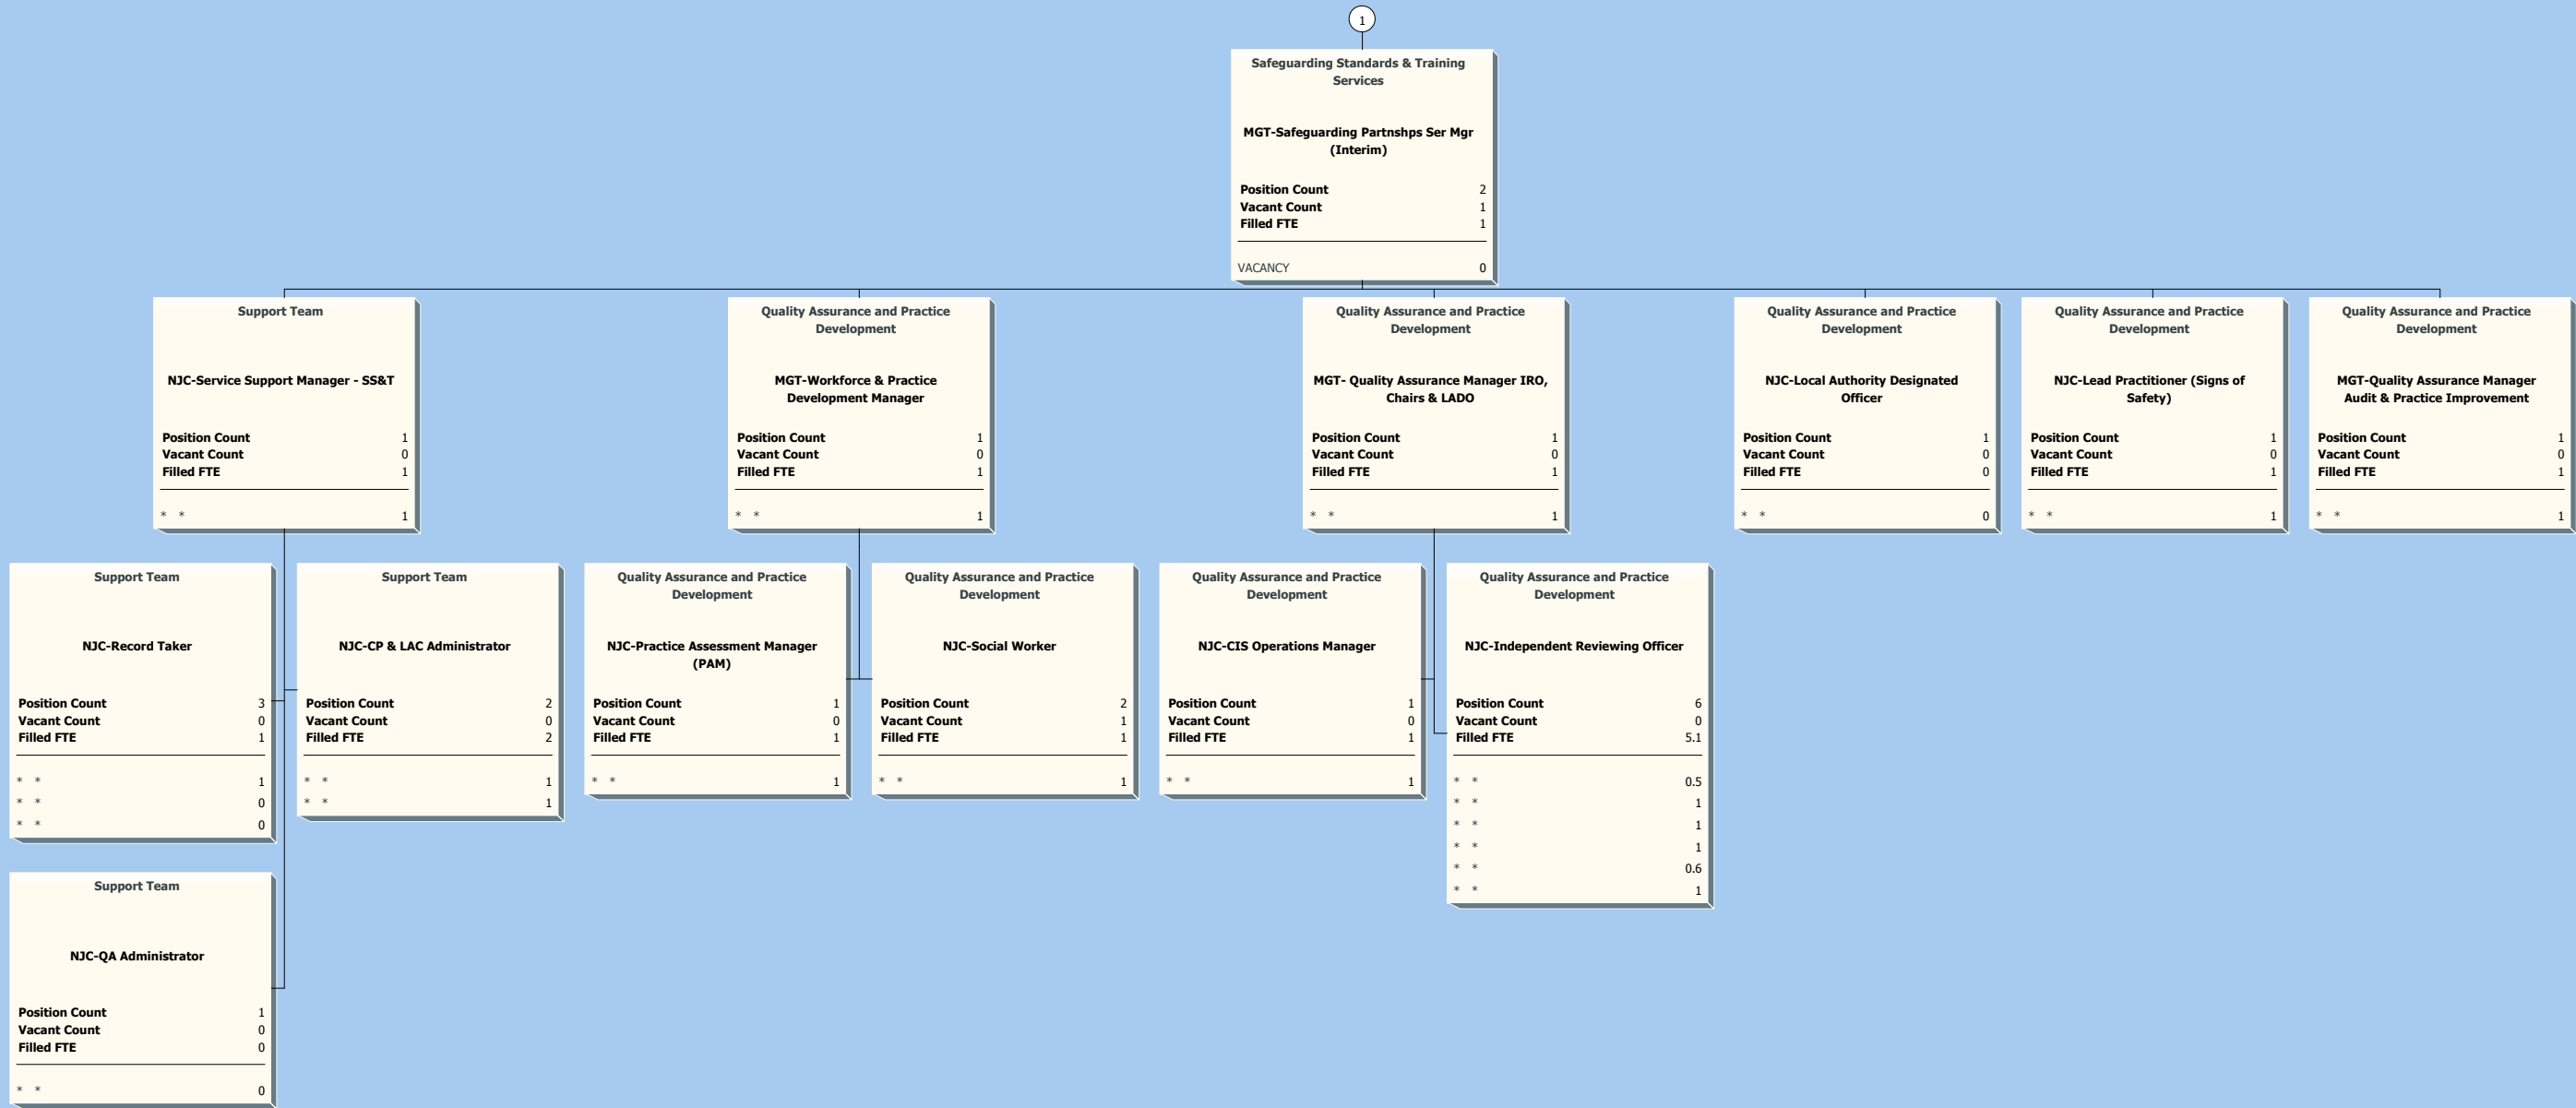 1
Safeguarding Standards & Training
Services
MGT-Safeguarding Partnshps Ser Mgr
(Interim)
Position Count 2
Vacant Count 1
Filled FTE 1
VACANCY 0
Support Team
NJC-Service Support Manager - SS&T
Position Count 1
Vacant Count 0
Filled FTE 1
* * 1
Quality Assurance and Practice
Development
MGT-Workforce & Practice
Development Manager
Position Count 1
Vacant Count 0
Filled FTE 1
* * 1
Quality Assurance and Practice
Development
MGT- Quality Assurance Manager IRO,
Chairs & LADO
Position Count 1
Vacant Count 0
Filled FTE 1
* * 1
Quality Assurance and Practice
Development
NJC-Local Authority Designated
Officer
Position Count 1
Vacant Count 0
Filled FTE 0
* * 0
Quality Assurance and Practice
Development
NJC-Lead Practitioner (Signs of
Safety)
Position Count 1
Vacant Count 0
Filled FTE 1
* * 1
Quality Assurance and Practice
Development
MGT-Quality Assurance Manager
Audit & Practice Improvement
Position Count 1
Vacant Count 0
Filled FTE 1
* * 1
Support Team
NJC-Record Taker
Position Count 3
Vacant Count 0
Filled FTE 1
* * 1
* * 0
* * 0
Support Team
NJC-CP & LAC Administrator
Position Count 2
Vacant Count 0
Filled FTE 2
* * 1
* * 1
Quality Assurance and Practice
Development
NJC-Practice Assessment Manager
(PAM)
Position Count 1
Vacant Count 0
Filled FTE 1
* * 1
Quality Assurance and Practice
Development
NJC-Social Worker
Position Count 2
Vacant Count 1
Filled FTE 1
* * 1
Quality Assurance and Practice
Development
NJC-CIS Operations Manager
Position Count 1
Vacant Count 0
Filled FTE 1
* * 1
Quality Assurance and Practice
Development
NJC-Independent Reviewing Officer
Position Count 6
Vacant Count 0
Filled FTE 5.1
* * 0.5
* * 1
* * 1
* * 1
* * 0.6
* * 1
Support Team
NJC-QA Administrator
Position Count 1
Vacant Count 0
Filled FTE 0
* * 0